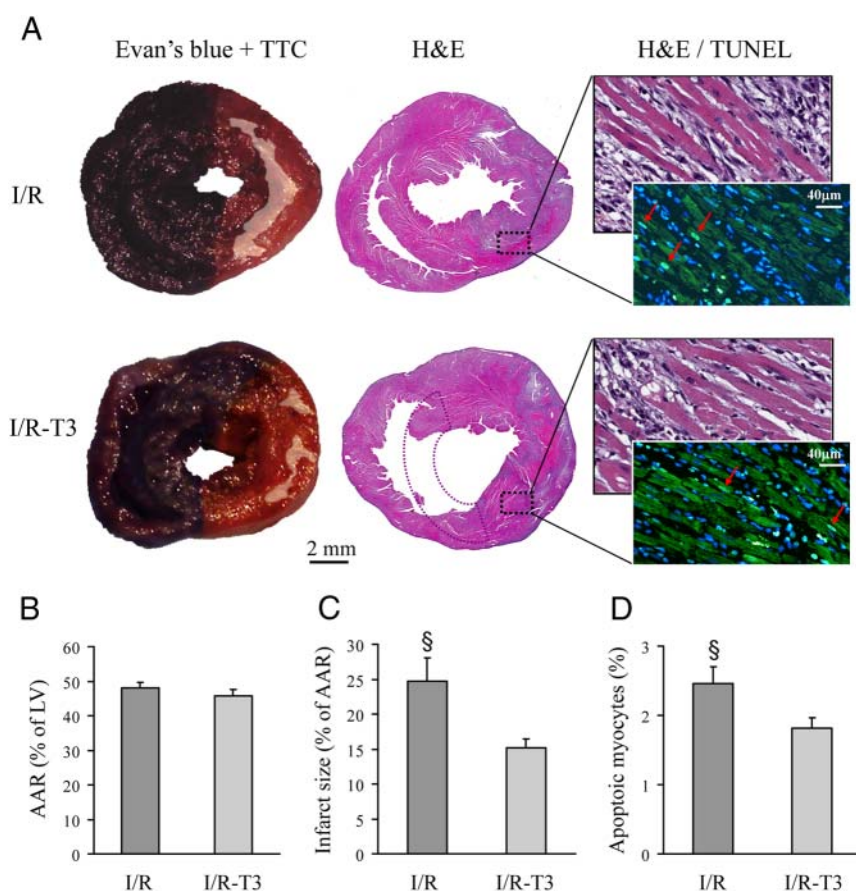 A
Evan's blue + TTC
H&E
H&E / TUNEL
I/R
40µm
I/R-T3
40µm
2 mm
B
AAR (% of LV)
60
50
40
30
20
10
0
I/R
I/R-T3
C
Infarct size (% of AAR)
30
25
20
15
10
5
0
§
I/R
I/R-T3
D
Apoptoic myocytes (%)
3
2
1
0
§
I/R
I/R-T3